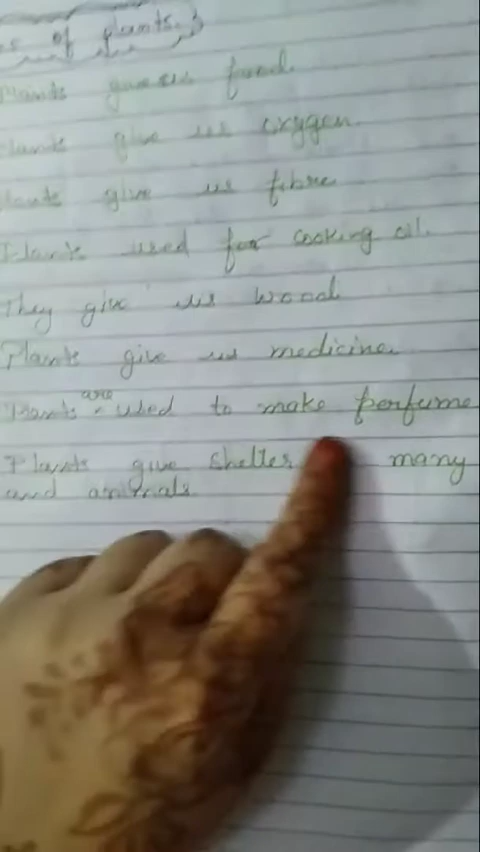 of plants.
Plants give us food.
Plants give us oxygen.
Plants give us fibre
Plants used for cooking oil.
They give us wood
Plants give us medicine.
Plants are used to make perfume
Plants give shelter many
and animals.